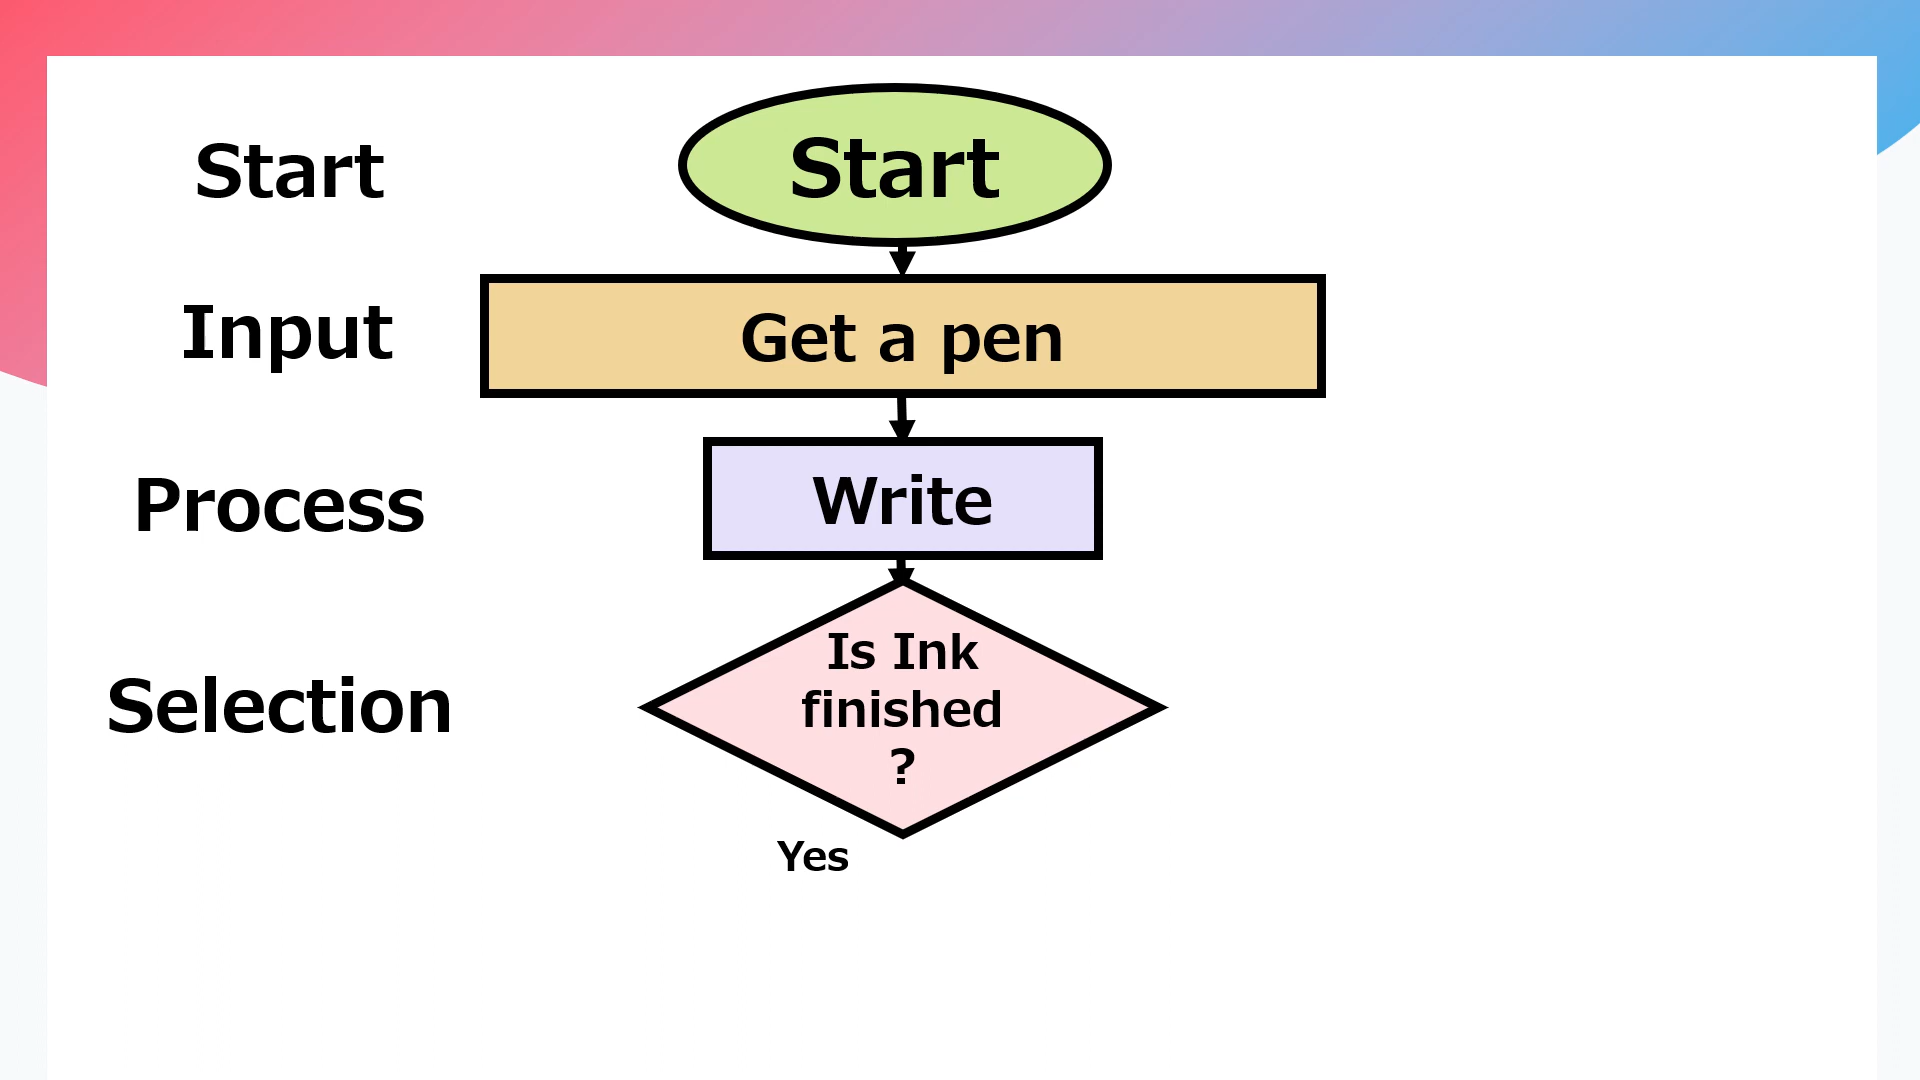 Start
Start
Input
Get a pen
Process
Write
Selection
Is Ink
finished
?
Yes